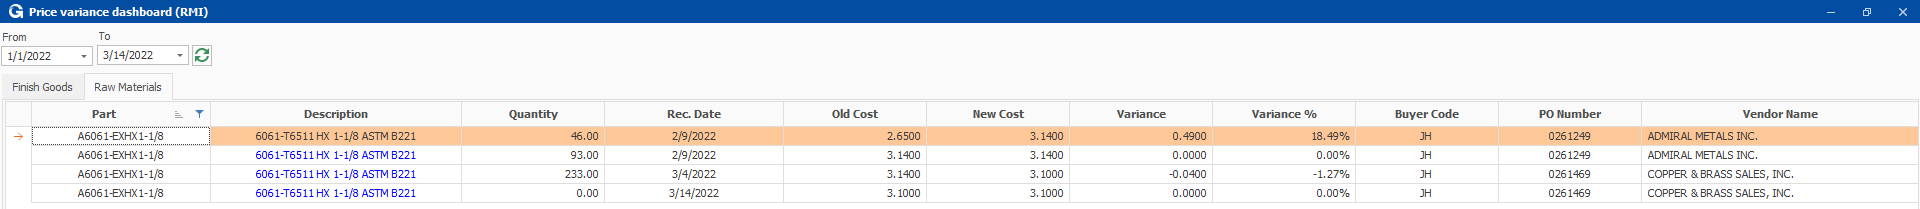 G Price variance dashboard (RMI)
From To
1/1/2022 3/14/2022
Finish Goods Raw Materials
Part Description Quantity Rec. Date Old Cost New Cost Variance Variance % Buyer Code PO Number Vendor Name
A6061-EXHX1-1/8 6061-T6511 HX 1-1/8 ASTM B221 46.00 2/9/2022 2.6500 3.1400 0.4900 18.49% JH 0261249 ADMIRAL METALS INC.
A6061-EXHX1-1/8 6061-T6511 HX 1-1/8 ASTM B221 93.00 2/9/2022 3.1400 3.1400 0.0000 0.00% JH 0261249 ADMIRAL METALS INC.
A6061-EXHX1-1/8 6061-T6511 HX 1-1/8 ASTM B221 233.00 3/4/2022 3.1400 3.1000 -0.0400 -1.27% JH 0261469 COPPER & BRASS SALES, INC.
A6061-EXHX1-1/8 6061-T6511 HX 1-1/8 ASTM B221 0.00 3/14/2022 3.1000 3.1000 0.0000 0.00% JH 0261469 COPPER & BRASS SALES, INC.